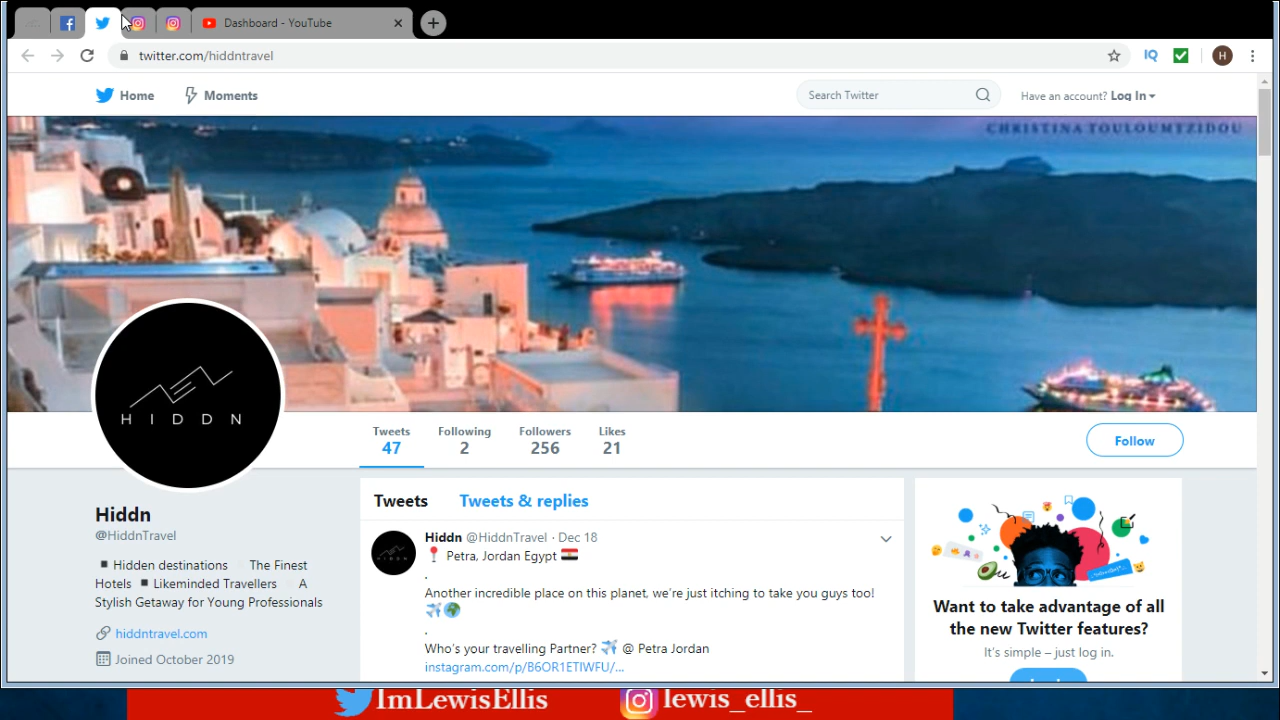 Dashboard - YouTube
twitter.com/hiddntravel
IQ
H
Home
Moments
Search Twitter
Have an account? Log In
CHRISTINA TOULOUMTZIDOU
HIDDN
Tweets
47
Following
2
Followers
256
Likes
21
Follow
Hiddn
@HiddnTravel
Hidden destinations The Finest
Hotels Likeminded Travellers A
Stylish Getaway for Young Professionals
hiddntravel.com
Joined October 2019
Tweets Tweets & replies
Hiddn @HiddnTravel · Dec 18
📍 Petra, Jordan Egypt 🇪🇬
.
Another incredible place on this planet, we're just itching to take you guys too!
✈️🌍
.
Who's your travelling Partner? ✈️ @ Petra Jordan
instagram.com/p/B6OR1ETIWFU/...
Want to take advantage of all
the new Twitter features?
It's simple – just log in.
ImLewisEllis
lewis_ellis_